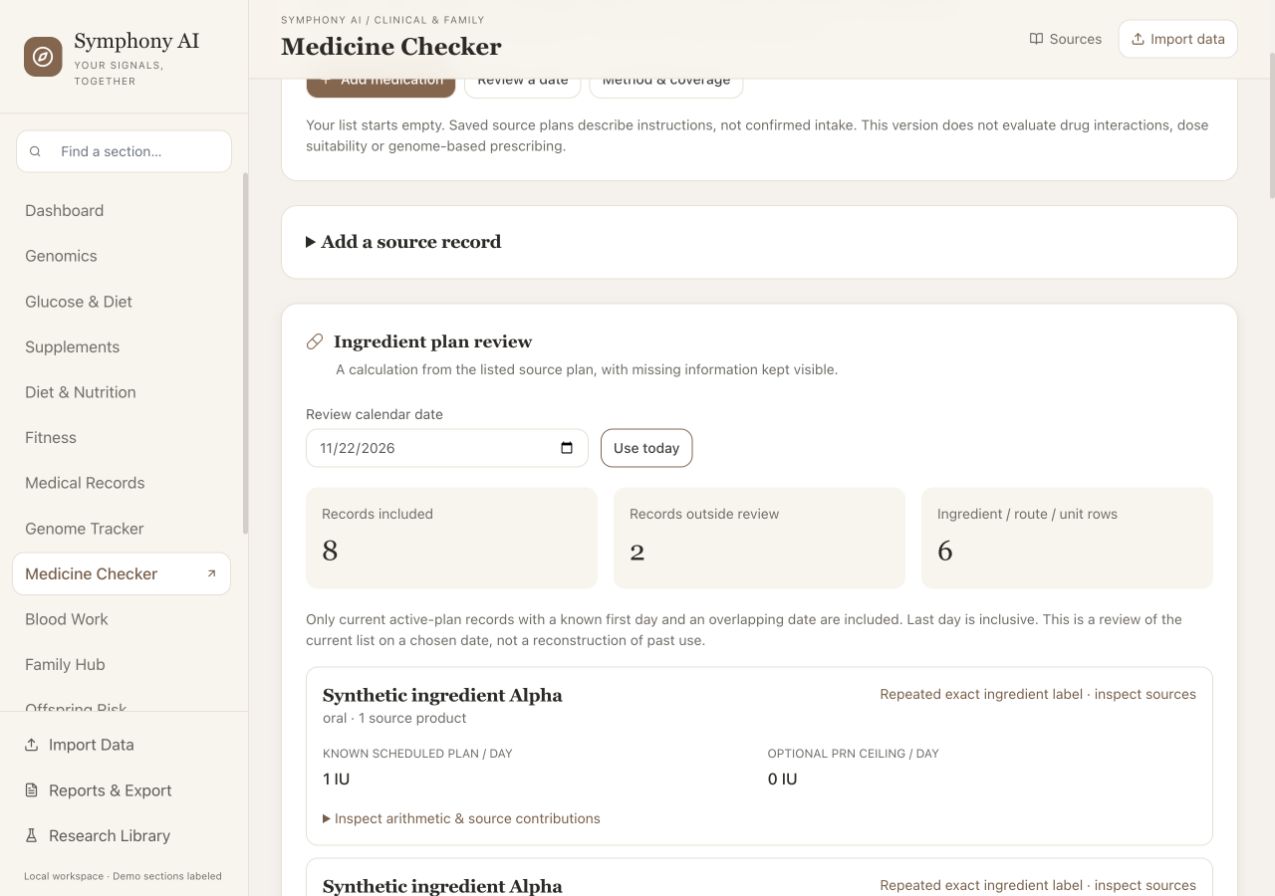 Symphony AI
YOUR SIGNALS,
TOGETHER
Find a section...
Dashboard
Genomics
Glucose & Diet
Supplements
Diet & Nutrition
Fitness
Medical Records
Genome Tracker
Medicine Checker
Blood Work
Family Hub
Offspring Risk
Import Data
Reports & Export
Research Library
Local workspace · Demo sections labeled
SYMPHONY AI / CLINICAL & FAMILY
Medicine Checker
Sources
Import data
+ Add medication
Review a date
Method & coverage
Your list starts empty. Saved source plans describe instructions, not confirmed intake. This version does not evaluate drug interactions, dose
suitability or genome-based prescribing.
Add a source record
Ingredient plan review
A calculation from the listed source plan, with missing information kept visible.
Review calendar date
11/22/2026
Use today
Records included
8
Records outside review
2
Ingredient / route / unit rows
6
Only current active-plan records with a known first day and an overlapping date are included. Last day is inclusive. This is a review of the
current list on a chosen date, not a reconstruction of past use.
Synthetic ingredient Alpha
Repeated exact ingredient label · inspect sources
oral · 1 source product
KNOWN SCHEDULED PLAN / DAY
1 IU
OPTIONAL PRN CEILING / DAY
0 IU
Inspect arithmetic & source contributions
Synthetic ingredient Alpha
Repeated exact ingredient label · inspect sources